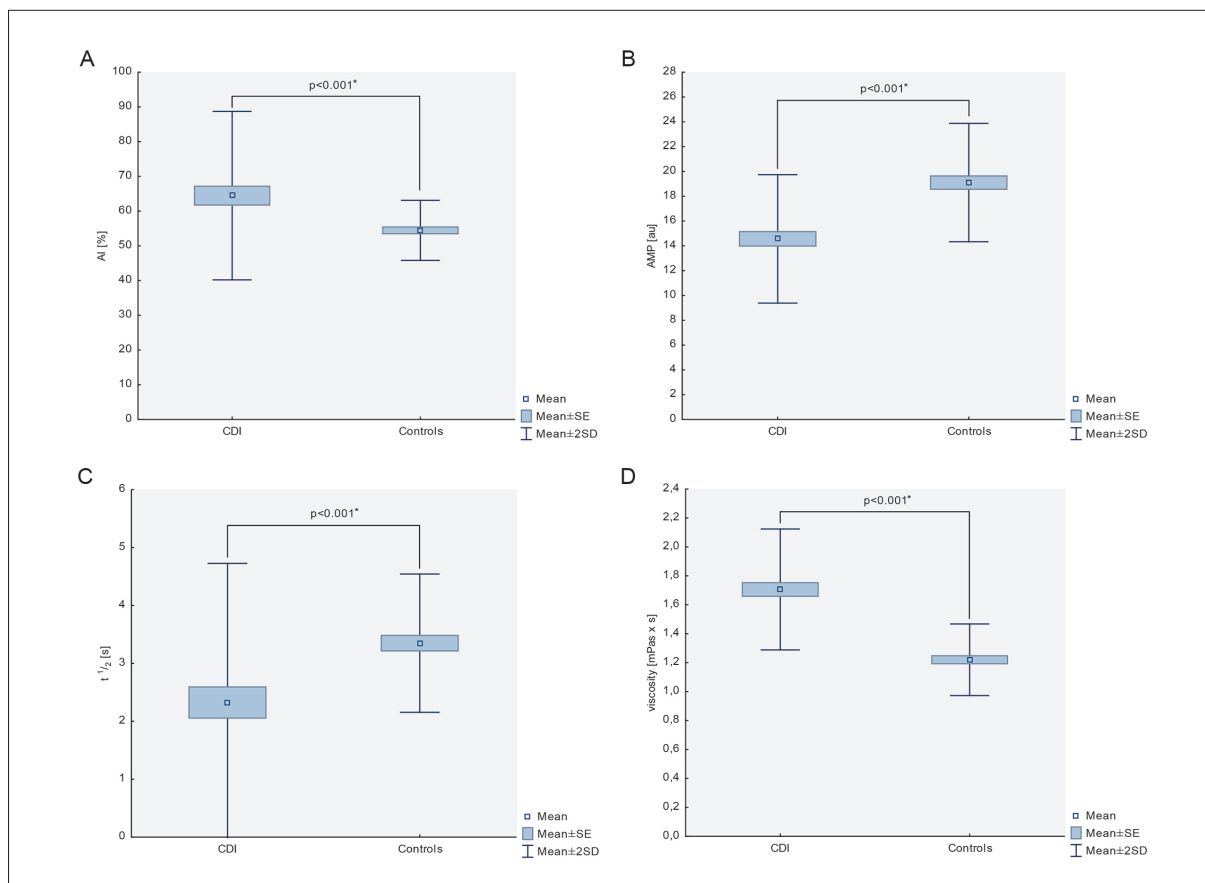 A
AI [%]
100
90
80
70
60
50
40
30
20
10
0
p<0.001*
CDI
Controls
Mean
Mean±SE
Mean±2SD
B
AMP [au]
28
26
24
22
20
18
16
14
12
10
8
6
4
2
0
p<0.001*
CDI
Controls
Mean
Mean±SE
Mean±2SD
C
t 1/2 [s]
6
5
4
3
2
1
0
p<0.001*
CDI
Controls
Mean
Mean±SE
Mean±2SD
D
viscosity [mPas x s]
2,4
2,2
2,0
1,8
1,6
1,4
1,2
1,0
0,8
0,6
0,4
0,2
0,0
p<0.001*
CDI
Controls
Mean
Mean±SE
Mean±2SD